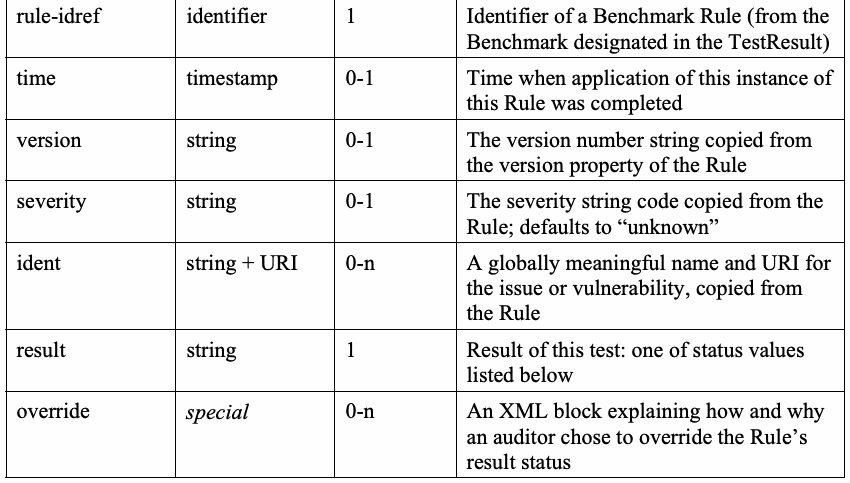 rule-idref identifier 1 Identifier of a Benchmark Rule (from the
Benchmark designated in the TestResult)
time timestamp 0-1 Time when application of this instance of
this Rule was completed
version string 0-1 The version number string copied from
the version property of the Rule
severity string 0-1 The severity string code copied from the
Rule; defaults to “unknown”
ident string + URI 0-n A globally meaningful name and URI for
the issue or vulnerability, copied from
the Rule
result string 1 Result of this test: one of status values
listed below
override special 0-n An XML block explaining how and why
an auditor chose to override the Rule’s
result status